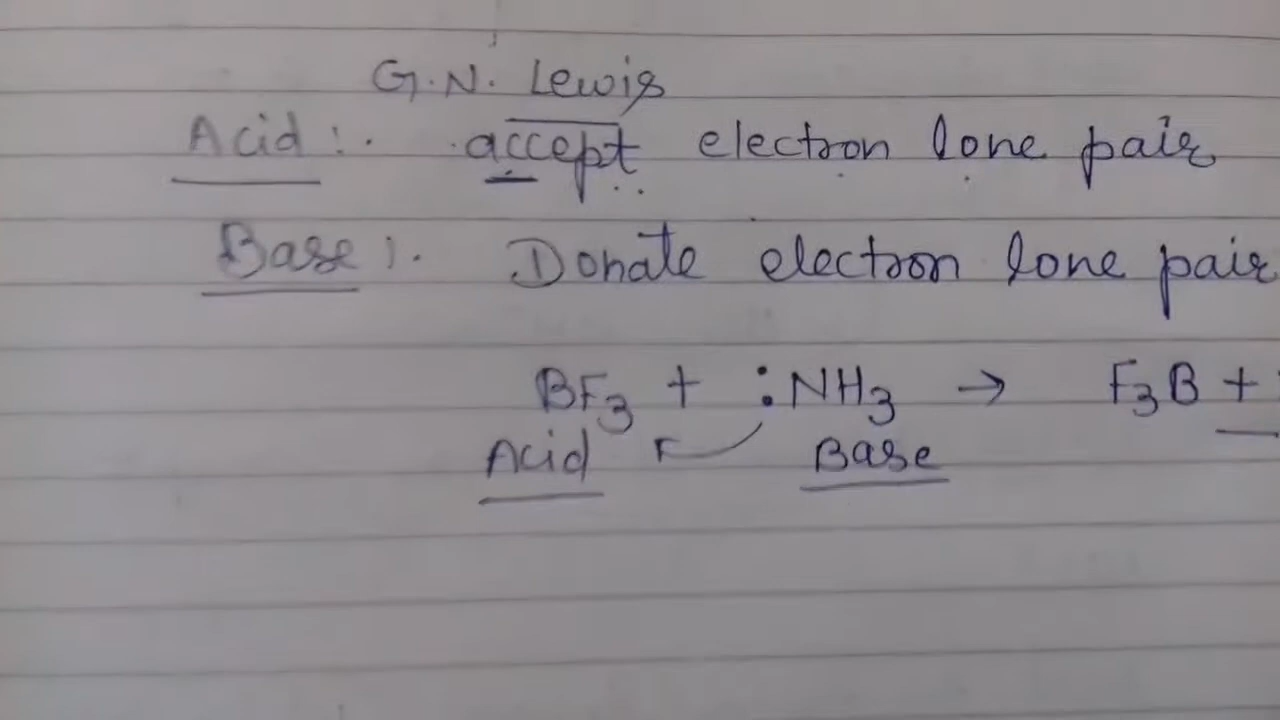 G.N. Lewis
Acid :. accept electron lone pair
Base :. Donate electron lone pair
BF3 + :NH3 → F3B +
Acid Base